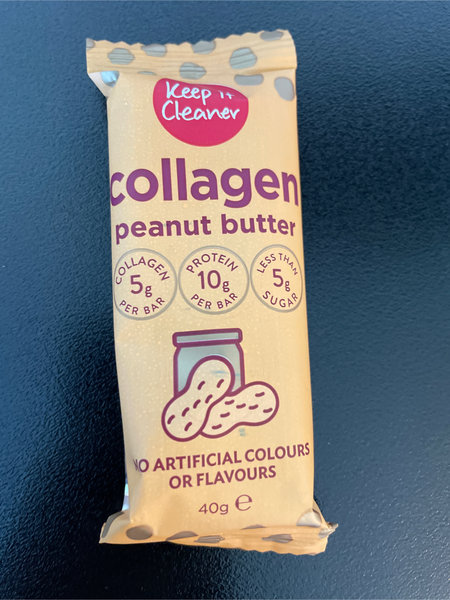 Keep it
Cleaner
collagen
peanut butter
COLLAGEN
5g
PER BAR
PROTEIN
10g
PER BAR
LESS THAN
5g
SUGAR
NO ARTIFICIAL COLOURS
OR FLAVOURS
40g ℮